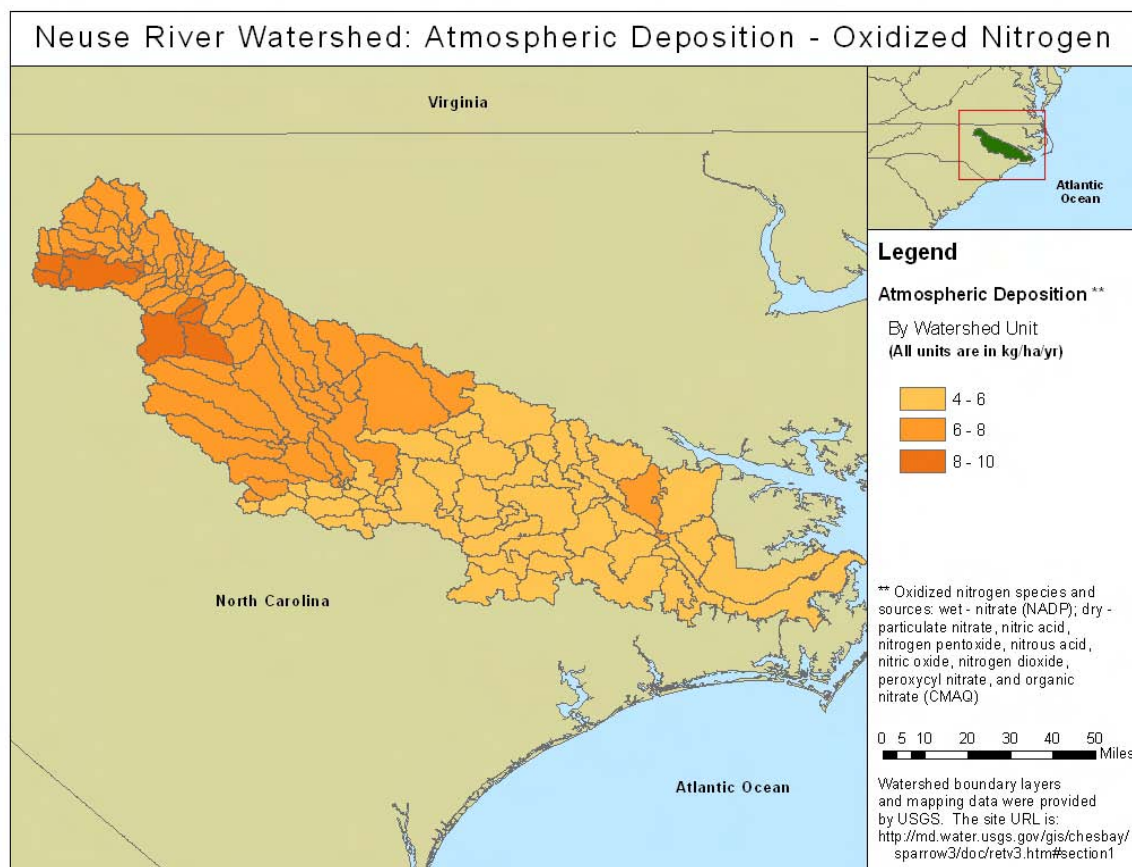 Neuse River Watershed: Atmospheric Deposition - Oxidized Nitrogen
Virginia
North Carolina
Atlantic Ocean
Atlantic
Ocean
Legend
Atmospheric Deposition **
By Watershed Unit
(All units are in kg/ha/yr)
4 - 6
6 - 8
8 - 10
** Oxidized nitrogen species and
sources: wet - nitrate (NADP); dry -
particulate nitrate, nitric acid,
nitrogen pentoxide, nitrous acid,
nitric oxide, nitrogen dioxide,
peroxycyl nitrate, and organic
nitrate (CMAQ)
0 5 10 20 30 40 50
Miles
Watershed boundary layers
and mapping data were provided
by USGS. The site URL is:
http://md.water.usgs.gov/gis/chesbay/
sparrow3/doc/retv3.htm#section1